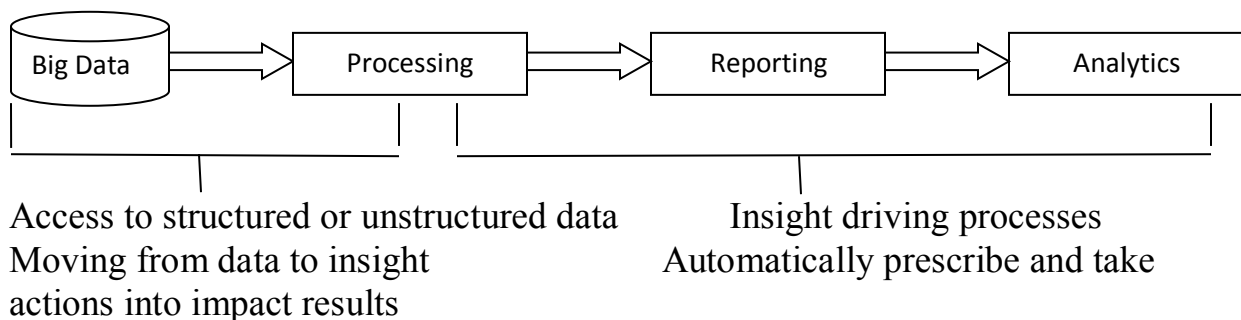 Big Data
Processing
Reporting
Analytics
Access to structured or unstructured data
Moving from data to insight
actions into impact results
Insight driving processes
Automatically prescribe and take